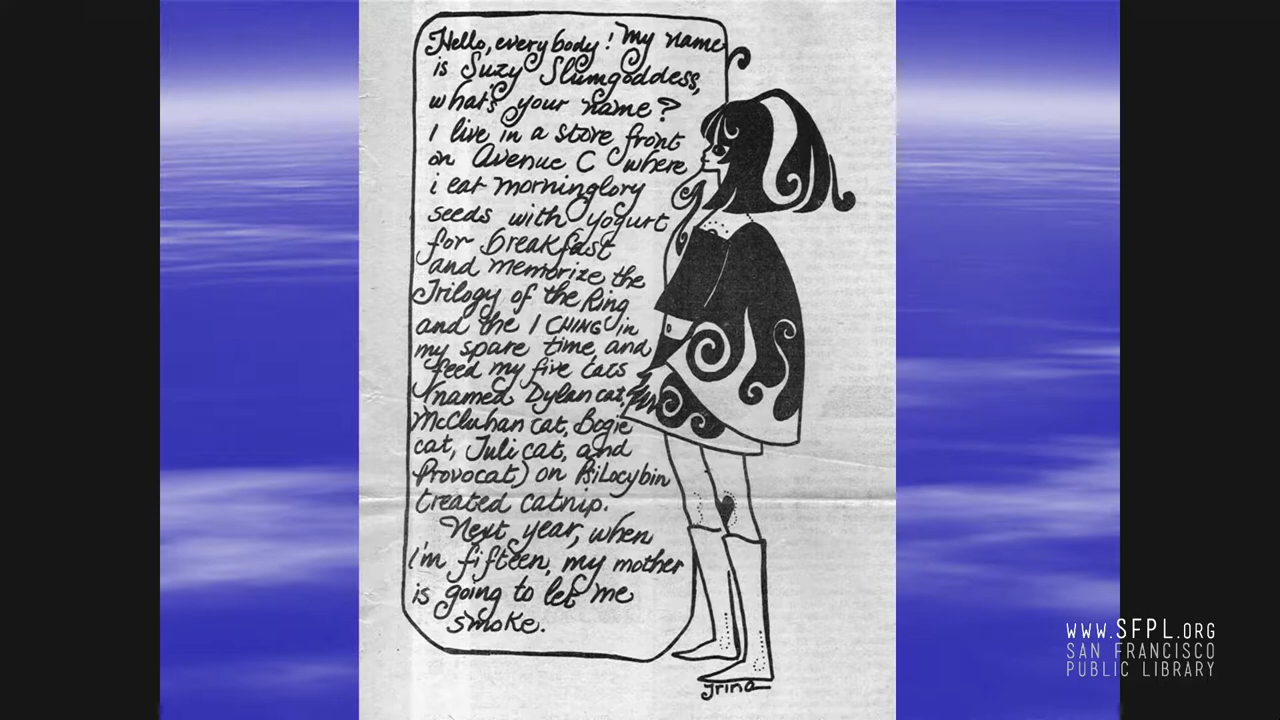 Hello, everybody! My name
is Suzy Slumgoddess,
what's your name?
I live in a store front
on Avenue C where
i eat morninglory
seeds with yogurt
for breakfast
and memorize the
Trilogy of the Ring
and the I CHING in
my spare time, and
feed my five cats
(named Dylan cat,
McCluhan cat, Bogie
cat, Juli cat, and
Provocat) on Psilocybin
treated catnip.
Next year, when
i'm fifteen, my mother
is going to let me
smoke.
Irina
WWW.SFPL.ORG
SAN FRANCISCO
PUBLIC LIBRARY